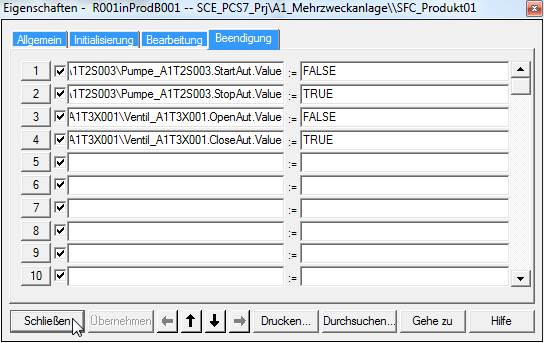 Eigenschaften - R001inProdB001 -- SCE_PCS7_Prj\A1_Mehrzweckanlage\\SFC_Produkt01
Allgemein Initialisierung Bearbeitung Beendigung
1 \1T2S003\Pumpe_A1T2S003.StartAut.Value := FALSE
2 \1T2S003\Pumpe_A1T2S003.StopAut.Value := TRUE
3 A1T3X001\Ventil_A1T3X001.OpenAut.Value := FALSE
4 A1T3X001\Ventil_A1T3X001.CloseAut.Value := TRUE
5 :=
6 :=
7 :=
8 :=
9 :=
10 :=
Schließen Übernehmen Drucken... Durchsuchen... Gehe zu Hilfe